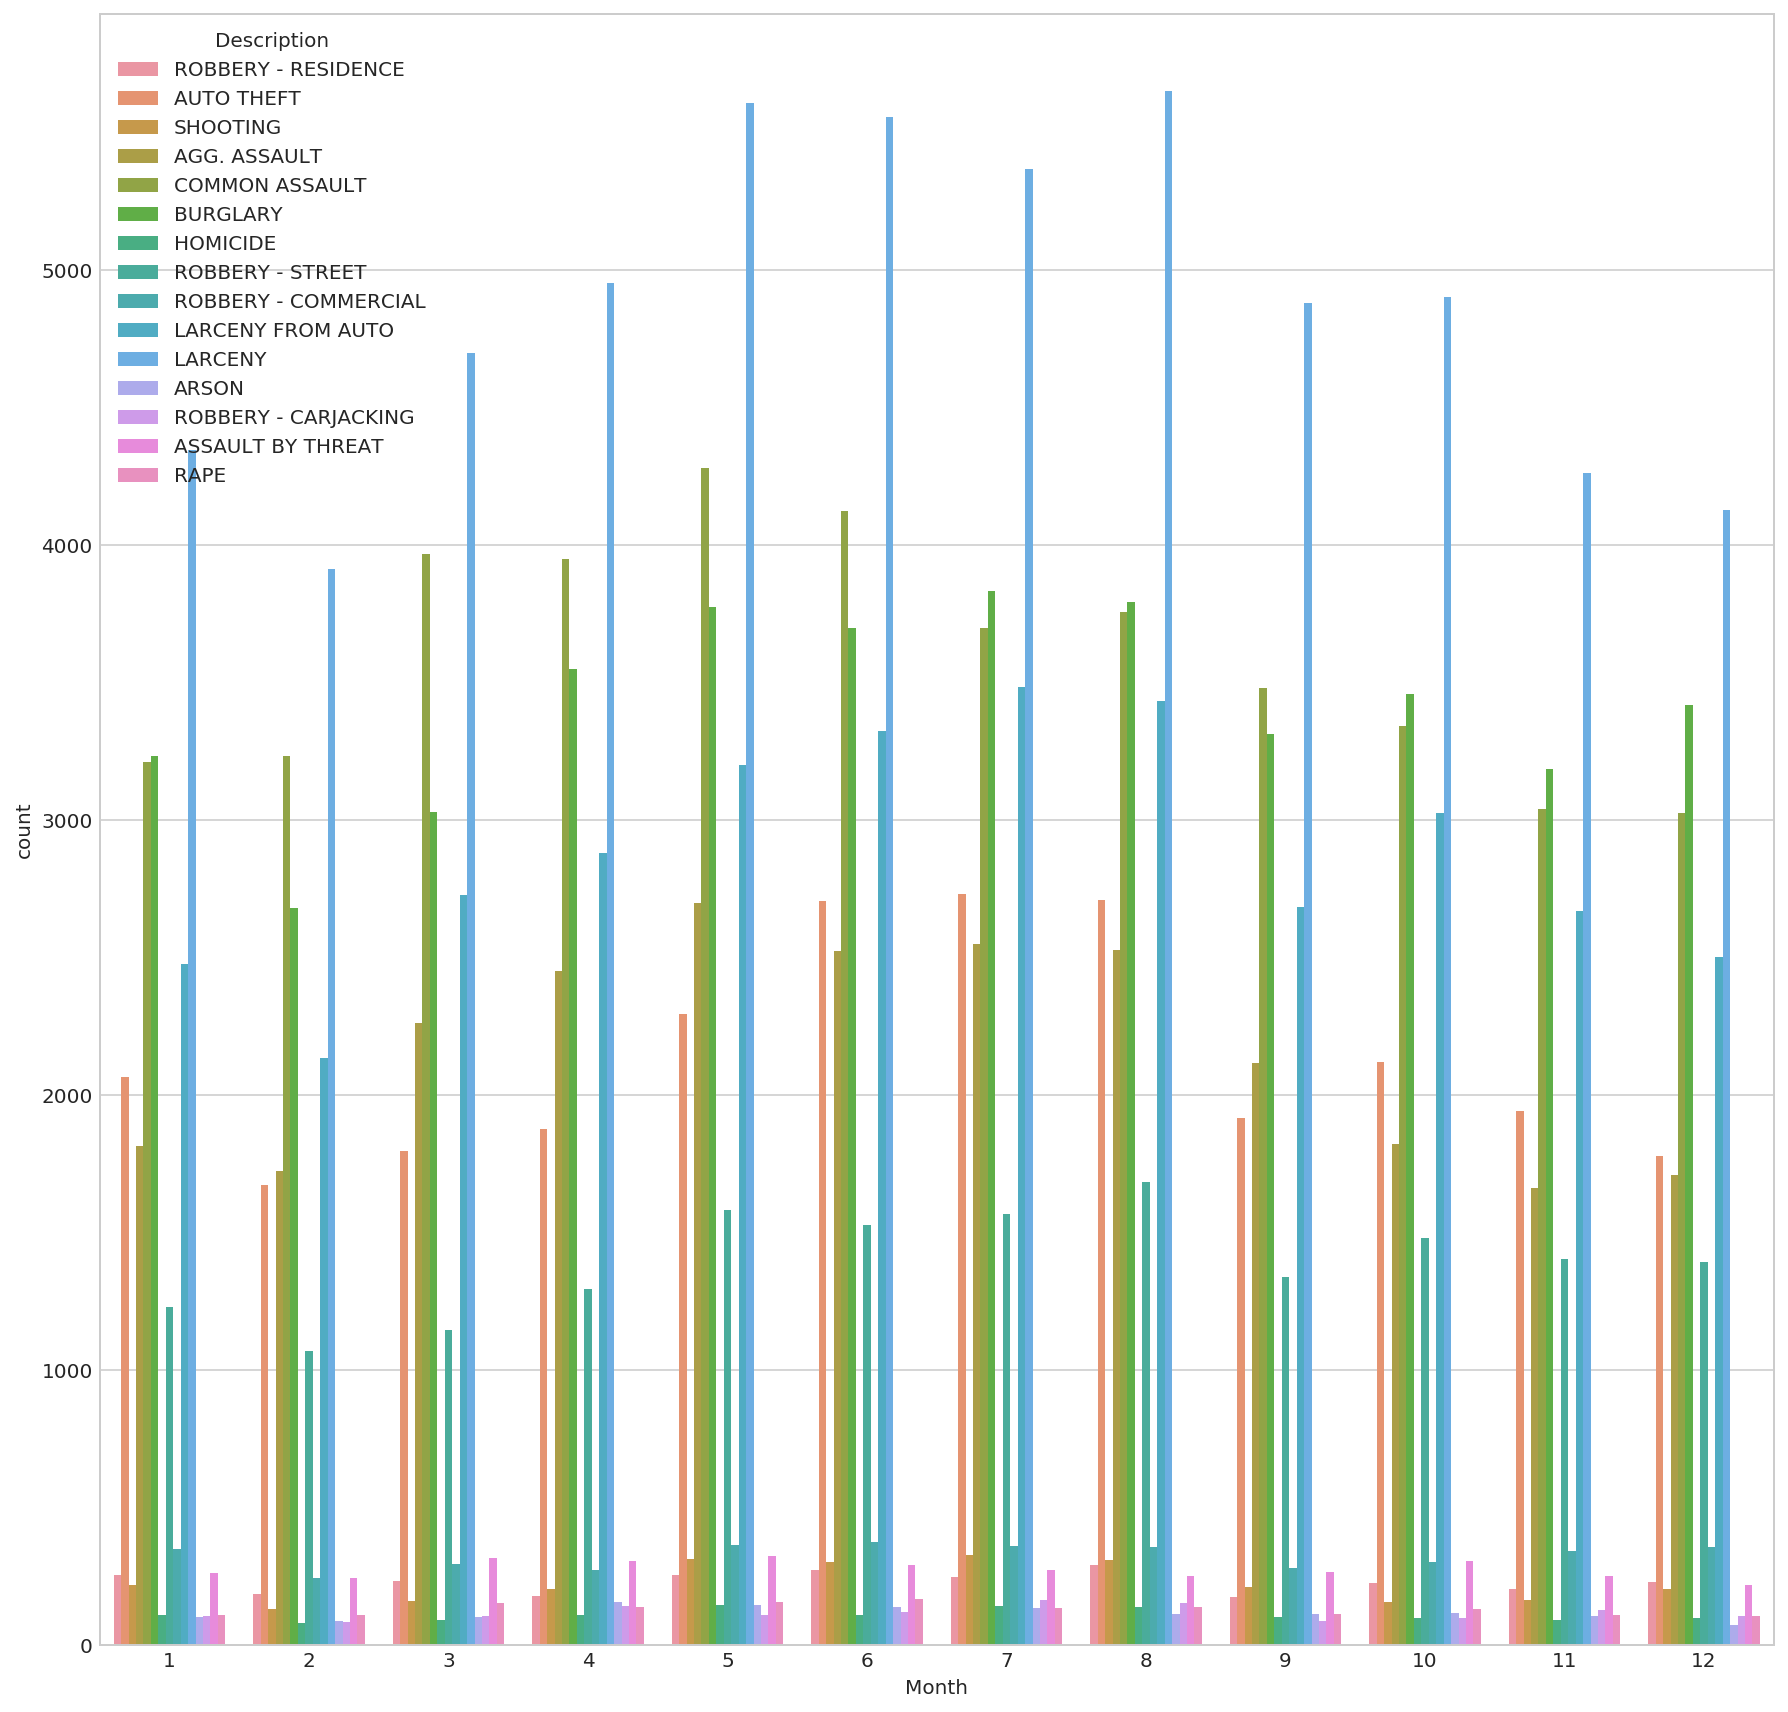 Description
ROBBERY - RESIDENCE
AUTO THEFT
SHOOTING
AGG. ASSAULT
COMMON ASSAULT
BURGLARY
HOMICIDE
ROBBERY - STREET
ROBBERY - COMMERCIAL
LARCENY FROM AUTO
LARCENY
ARSON
ROBBERY - CARJACKING
ASSAULT BY THREAT
RAPE
5000
4000
3000
2000
1000
0
count
1 2 3 4 5 6 7 8 9 10 11 12
Month